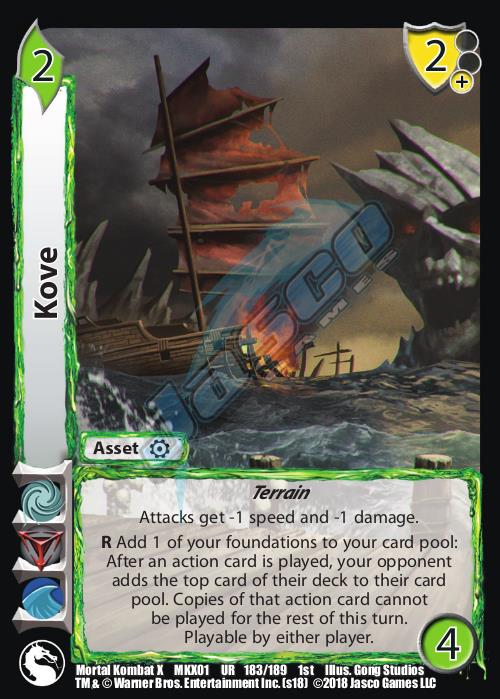 2
2
+
Kove
JASCO
GAMES
Asset
Terrain
Attacks get -1 speed and -1 damage.
R Add 1 of your foundations to your card pool:
After an action card is played, your opponent
adds the top card of their deck to their card
pool. Copies of that action card cannot
be played for the rest of this turn.
Playable by either player.
4
Mortal Kombat X MKX01 UR 183/189 1st Illus. Gong Studios
TM & © Warner Bros. Entertainment Inc. (s18) ©2018 Jasco Games LLC